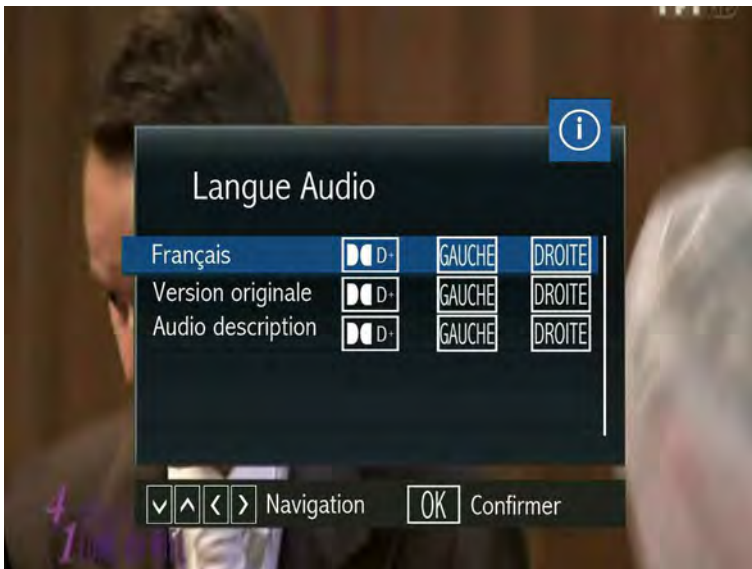 Langue Audio
Français D+ GAUCHE DROITE
Version originale D+ GAUCHE DROITE
Audio description D+ GAUCHE DROITE
Navigation OK Confirmer